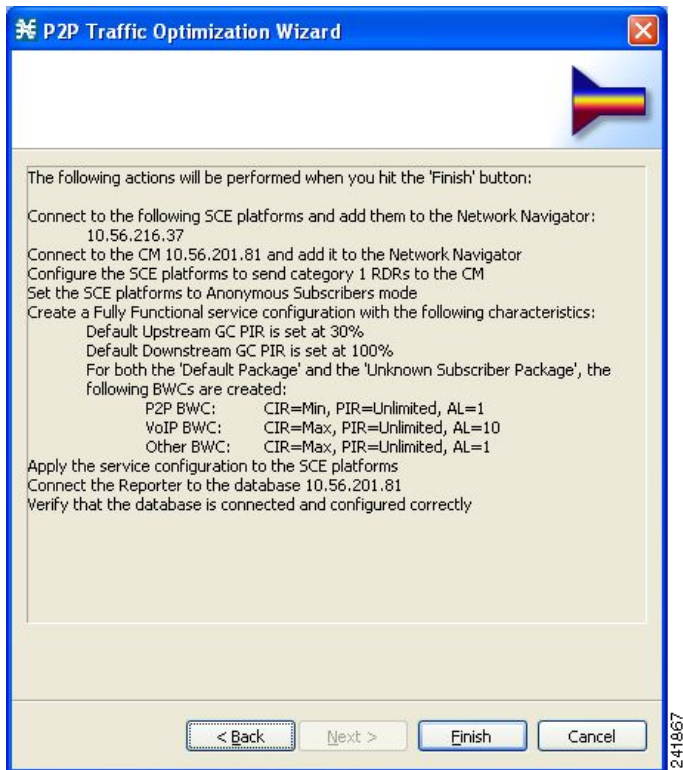 P2P Traffic Optimization Wizard
The following actions will be performed when you hit the 'Finish' button:
Connect to the following SCE platforms and add them to the Network Navigator:
10.56.216.37
Connect to the CM 10.56.201.81 and add it to the Network Navigator
Configure the SCE platforms to send category 1 RDRs to the CM
Set the SCE platforms to Anonymous Subscribers mode
Create a Fully Functional service configuration with the following characteristics:
Default Upstream GC PIR is set at 30%
Default Downstream GC PIR is set at 100%
For both the 'Default Package' and the 'Unknown Subscriber Package', the
following BWCs are created:
P2P BWC: CIR=Min, PIR=Unlimited, AL=1
VoIP BWC: CIR=Max, PIR=Unlimited, AL=10
Other BWC: CIR=Max, PIR=Unlimited, AL=1
Apply the service configuration to the SCE platforms
Connect the Reporter to the database 10.56.201.81
Verify that the database is connected and configured correctly
< Back Next > Finish Cancel
241867